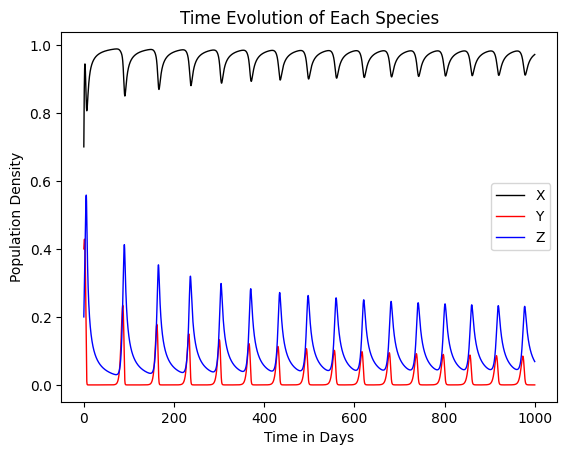 Time Evolution of Each Species
Population Density
1.0
0.8
0.6
0.4
0.2
0.0
X
Y
Z
0
200
400
600
800
1000
Time in Days